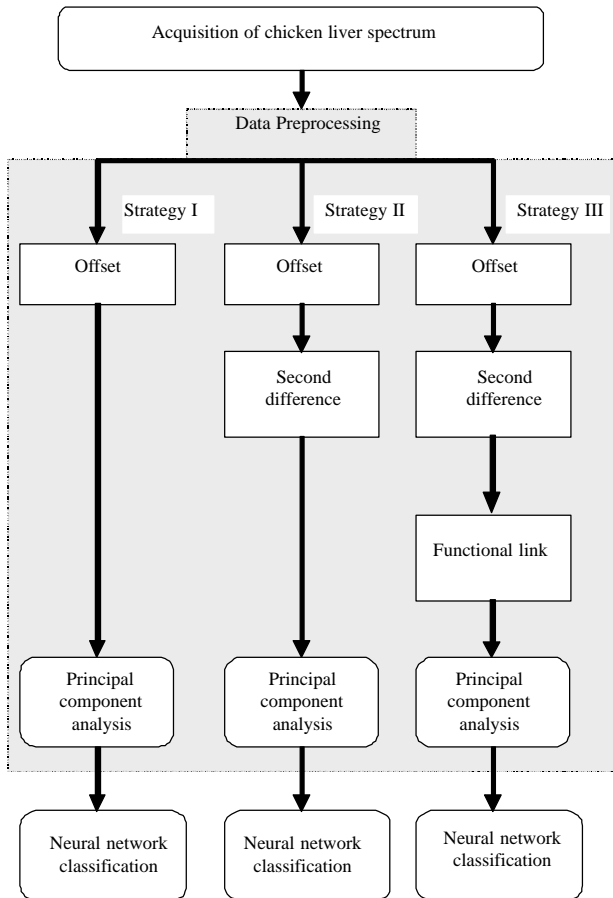 Acquisition of chicken liver spectrum
Data Preprocessing
Strategy I
Strategy II
Strategy III
Offset
Offset
Offset
Second
difference
Second
difference
Functional link
Principal
component
analysis
Principal
component
analysis
Principal
component
analysis
Neural network
classification
Neural network
classification
Neural network
classification